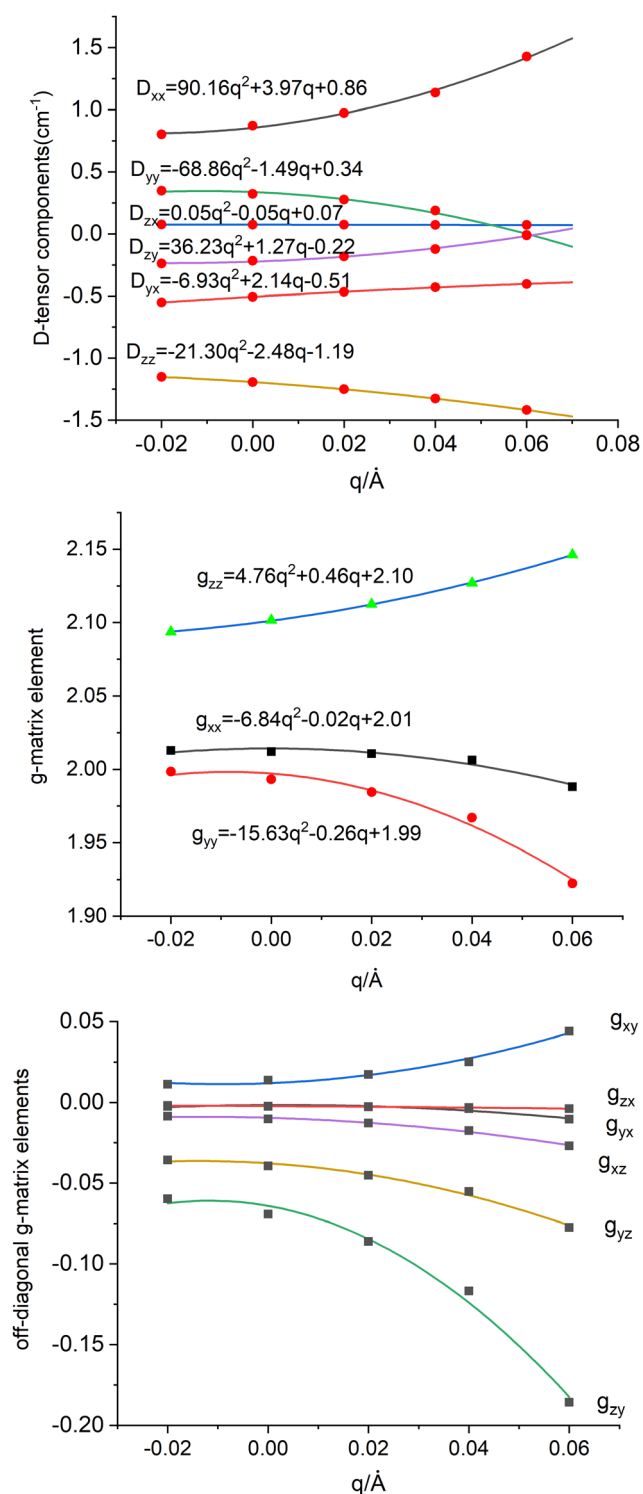 D-tensor components(cm⁻¹)
1.5
1.0
0.5
0.0
-0.5
-1.0
-1.5
Dxx=90.16q²+3.97q+0.86
Dyy=-68.86q²-1.49q+0.34
Dzx=0.05q²-0.05q+0.07
Dzy=36.23q²+1.27q-0.22
Dyx=-6.93q²+2.14q-0.51
Dzz=-21.30q²-2.48q-1.19
-0.02 0.00 0.02 0.04 0.06 0.08
q/Ȧ
g-matrix element
2.15
2.10
2.05
2.00
1.95
1.90
gzz=4.76q²+0.46q+2.10
gxx=-6.84q²-0.02q+2.01
gyy=-15.63q²-0.26q+1.99
-0.02 0.00 0.02 0.04 0.06
q/Ȧ
off-diagonal g-matrix elements
0.05
0.00
-0.05
-0.10
-0.15
-0.20
gxy
gzx
gyx
gxz
gyz
gzy
-0.02 0.00 0.02 0.04 0.06
q/Ȧ